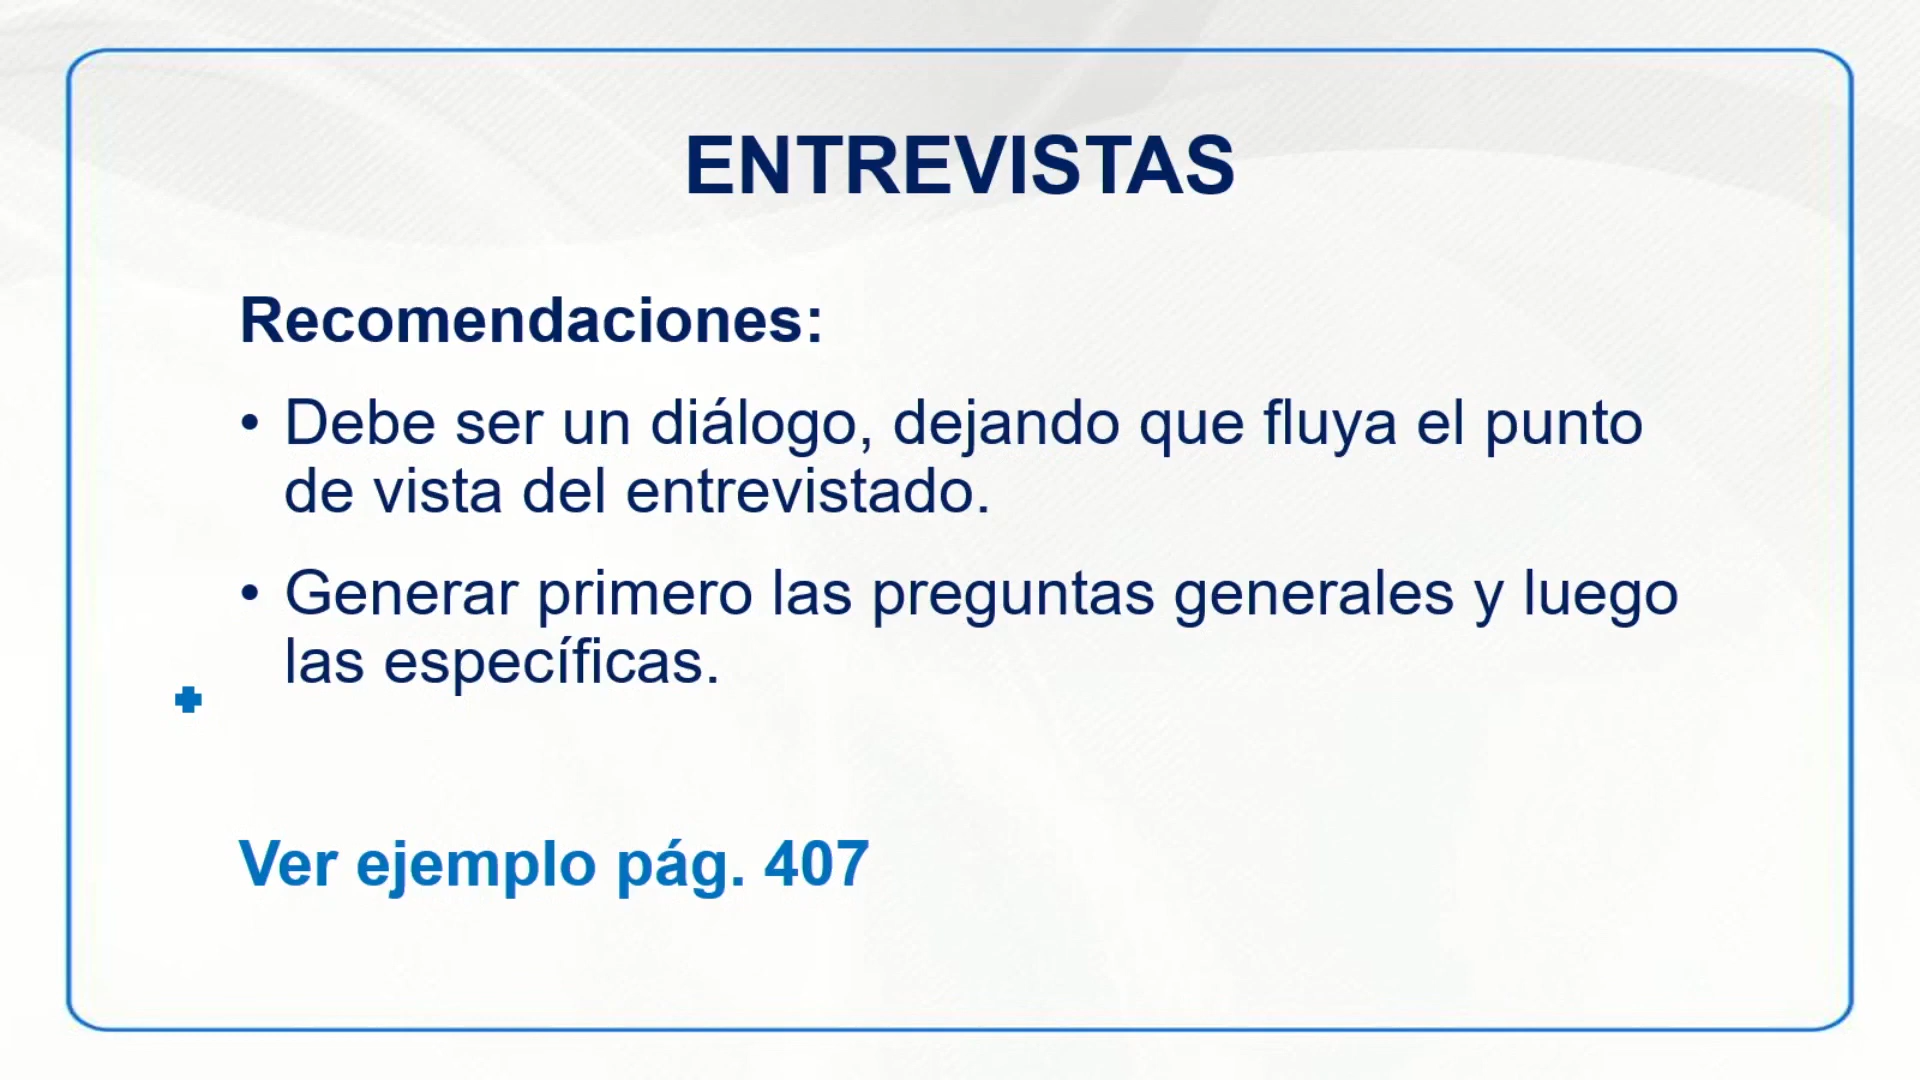 ENTREVISTAS
Recomendaciones:
• Debe ser un diálogo, dejando que fluya el punto
de vista del entrevistado.
• Generar primero las preguntas generales y luego
las específicas.
Ver ejemplo pág. 407